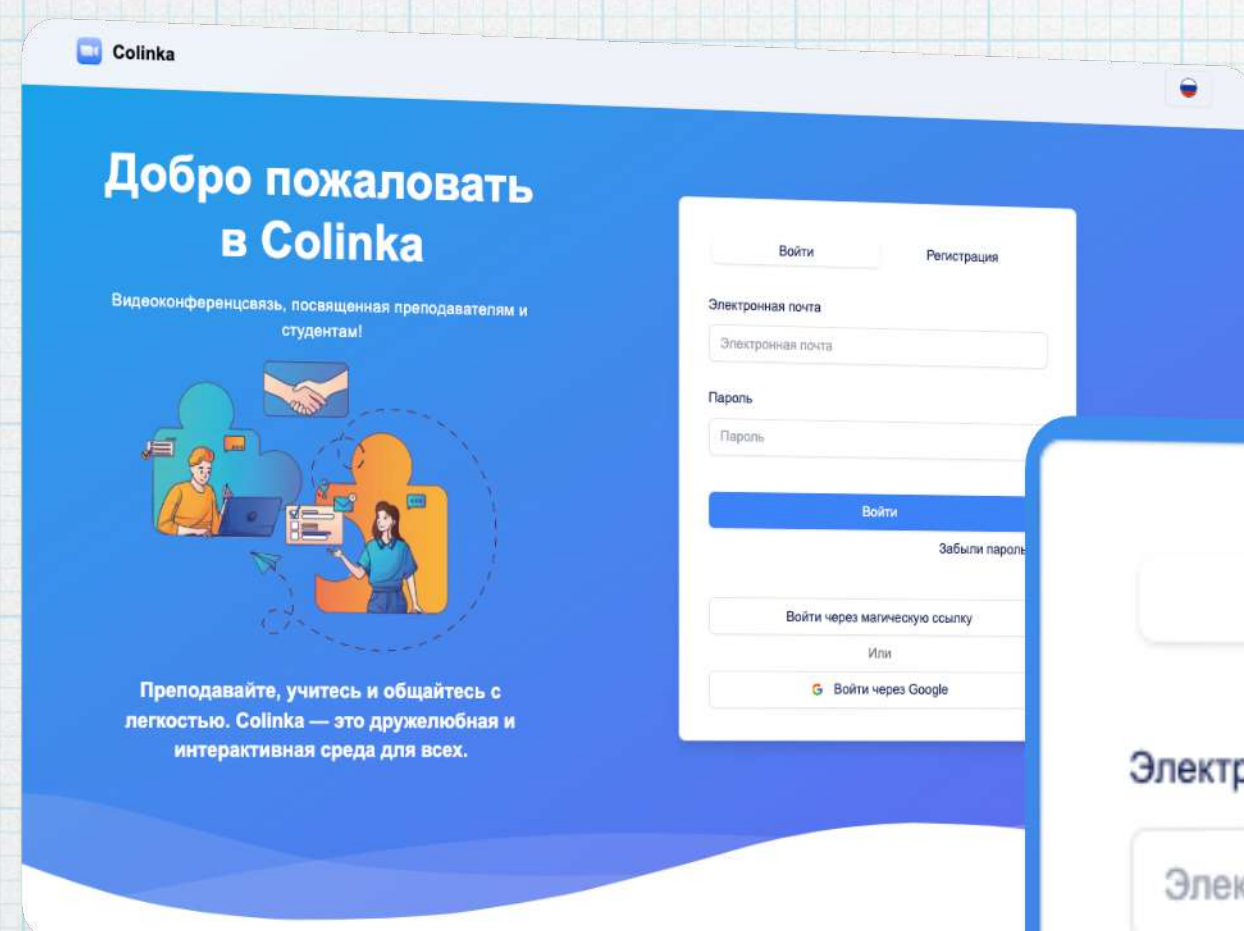 Colinka
Добро пожаловать
в Colinka
Видеоконференцсвязь, посвященная преподавателям и
студентам!
Преподавайте, учитесь и общайтесь с
легкостью. Colinka — это дружелюбная и
интерактивная среда для всех.
Войти
Регистрация
Электронная почта
Электронная почта
Пароль
Пароль
Войти
Забыли пароль
Войти через магическую ссылку
Или
G Войти через Google
Электр
Элек